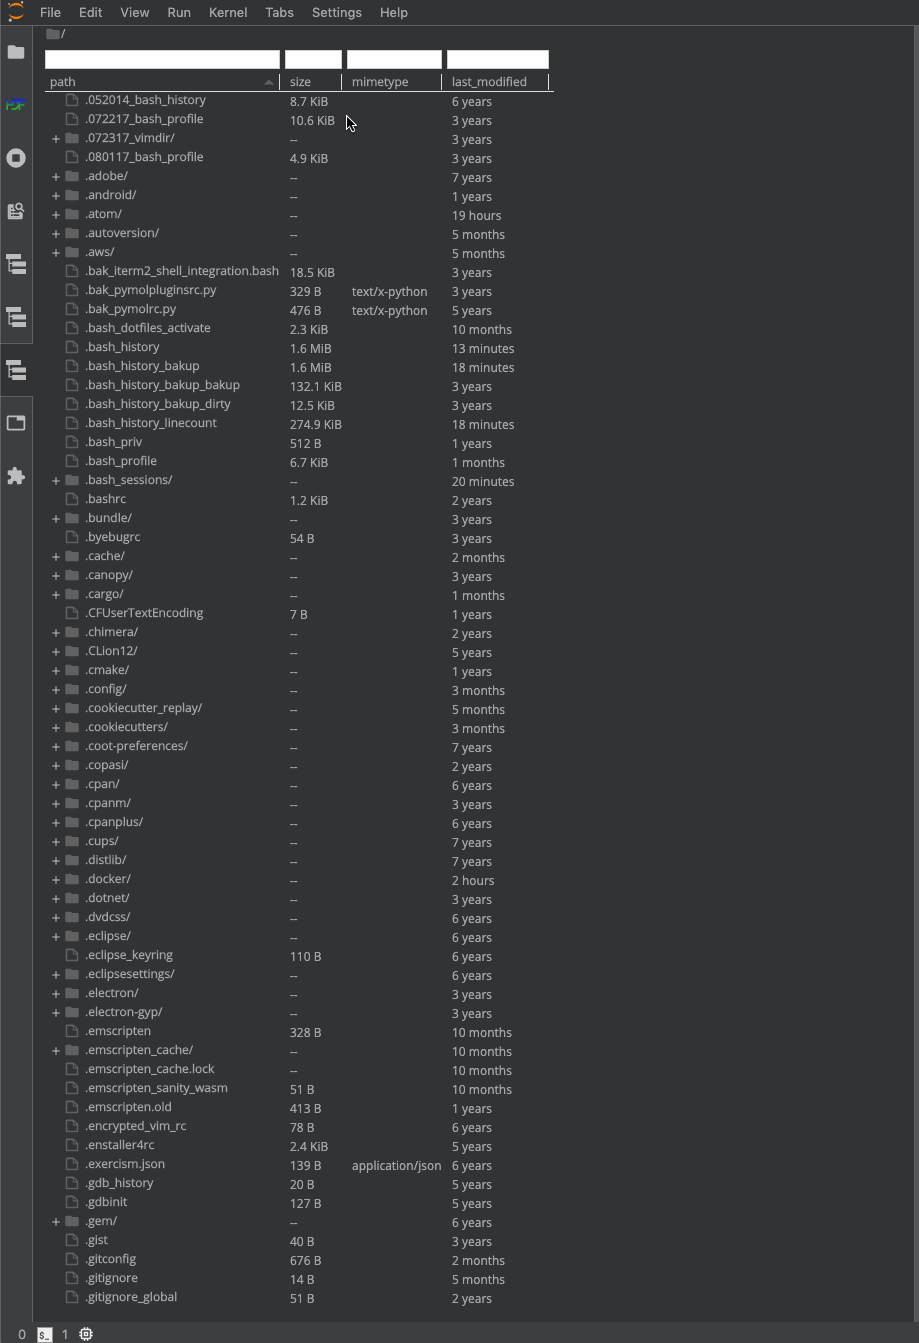 File Edit View Run Kernel Tabs Settings Help
/
path size mimetype last_modified
.052014_bash_history 8.7 KiB 6 years
.072217_bash_profile 10.6 KiB 3 years
+ .072317_vimdir/ -- 3 years
.080117_bash_profile 4.9 KiB 3 years
+ .adobe/ -- 7 years
+ .android/ -- 1 years
+ .atom/ -- 19 hours
+ .autoversion/ -- 5 months
+ .aws/ -- 5 months
.bak_iterm2_shell_integration.bash 18.5 KiB 3 years
.bak_pymolpluginsrc.py 329 B text/x-python 3 years
.bak_pymolrc.py 476 B text/x-python 5 years
.bash_dotfiles_activate 2.3 KiB 10 months
.bash_history 1.6 MiB 13 minutes
.bash_history_bakup 1.6 MiB 18 minutes
.bash_history_bakup_bakup 132.1 KiB 3 years
.bash_history_bakup_dirty 12.5 KiB 3 years
.bash_history_linecount 274.9 KiB 18 minutes
.bash_priv 512 B 1 years
.bash_profile 6.7 KiB 1 months
+ .bash_sessions/ -- 20 minutes
.bashrc 1.2 KiB 2 years
+ .bundle/ -- 3 years
.byebugrc 54 B 3 years
+ .cache/ -- 2 months
+ .canopy/ -- 3 years
+ .cargo/ -- 1 months
.CFUserTextEncoding 7 B 1 years
+ .chimera/ -- 2 years
+ .CLion12/ -- 5 years
+ .cmake/ -- 1 years
+ .config/ -- 3 months
+ .cookiecutter_replay/ -- 5 months
+ .cookiecutters/ -- 3 months
+ .coot-preferences/ -- 7 years
+ .copasi/ -- 2 years
+ .cpan/ -- 6 years
+ .cpanm/ -- 3 years
+ .cpanplus/ -- 6 years
+ .cups/ -- 7 years
+ .distlib/ -- 7 years
+ .docker/ -- 2 hours
+ .dotnet/ -- 3 years
+ .dvdcss/ -- 6 years
+ .eclipse/ -- 6 years
.eclipse_keyring 110 B 6 years
+ .eclipsesettings/ -- 6 years
+ .electron/ -- 3 years
+ .electron-gyp/ -- 3 years
.emscripten 328 B 10 months
+ .emscripten_cache/ -- 10 months
.emscripten_cache.lock -- 10 months
.emscripten_sanity_wasm 51 B 10 months
.emscripten.old 413 B 1 years
.encrypted_vim_rc 78 B 6 years
.enstaller4rc 2.4 KiB 5 years
.exercism.json 139 B application/json 6 years
.gdb_history 20 B 5 years
.gdbinit 127 B 5 years
+ .gem/ -- 6 years
.gist 40 B 3 years
.gitconfig 676 B 2 months
.gitignore 14 B 5 months
.gitignore_global 51 B 2 years
0 $_ 1